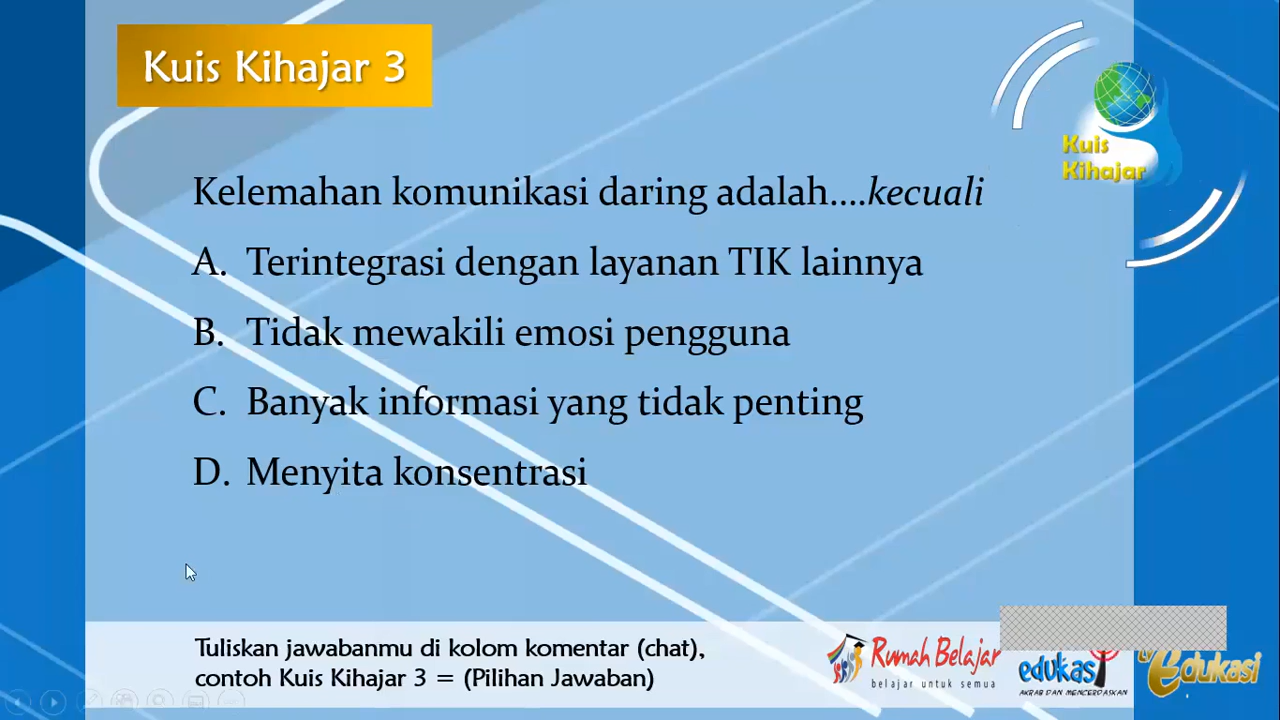 Kuis Kihajar 3
Kuis
Kihajar
Kelemahan komunikasi daring adalah....kecuali
A. Terintegrasi dengan layanan TIK lainnya
B. Tidak mewakili emosi pengguna
C. Banyak informasi yang tidak penting
D. Menyita konsentrasi
Tuliskan jawabanmu di kolom komentar (chat),
contoh Kuis Kihajar 3 = (Pilihan Jawaban)
Rumah Belajar
belajar untuk semua
edukasi
AKRAB DAN MENCERDASKAN
Edukasi